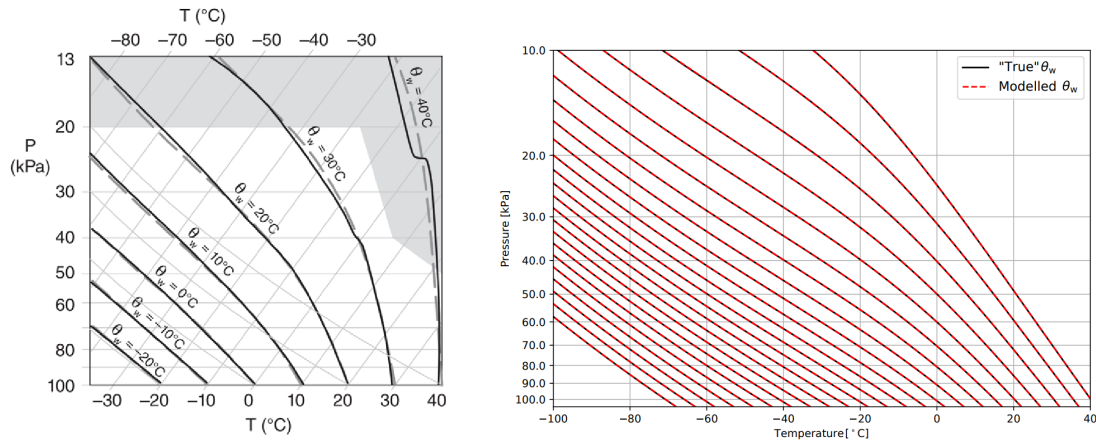 T (°C)
–80 –70 –60 –50 –40 –30
13
20
P
(kPa)
30
40
50
60
80
100
θw = 40°C
θw = 30°C
θw = 20°C
θw = 10°C
θw = 0°C
θw = –10°C
θw = –20°C
–30 –20 –10 0 10 20 30 40
T (°C)
10.0
20.0
30.0
40.0
50.0
60.0
70.0
80.0
90.0
100.0
Pressure [kPa]
"True" θw
Modelled θw
−100 −80 −60 −40 −20 0 20 40
Temperature[°C]